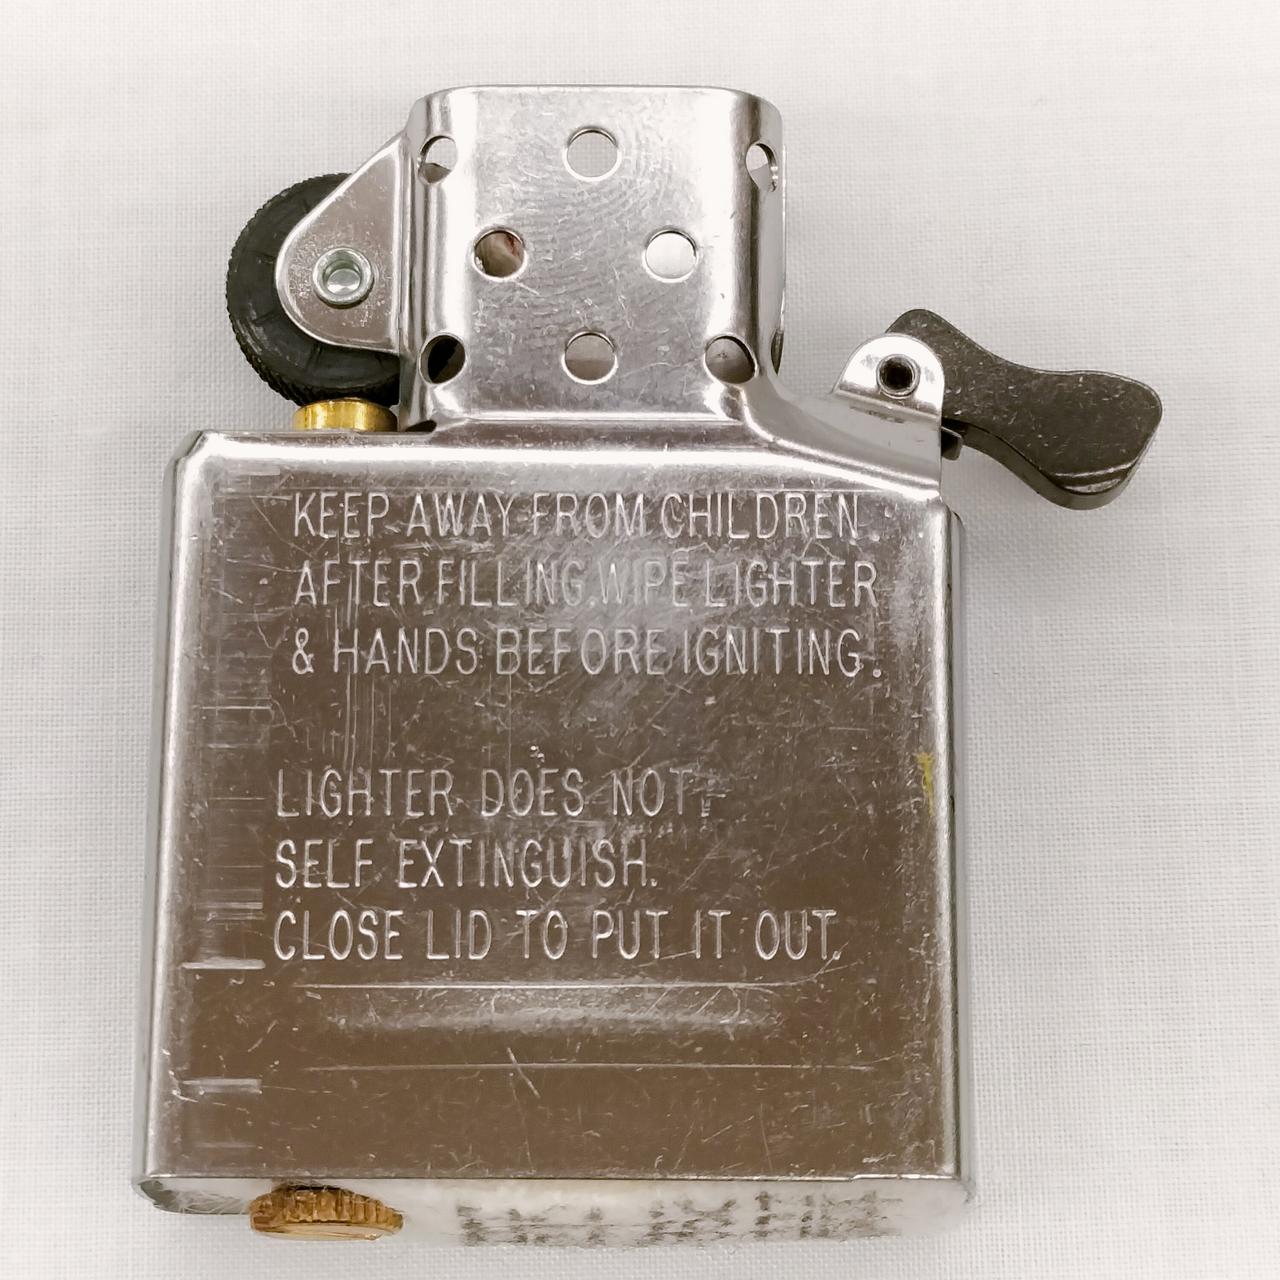 KEEP AWAY FROM CHILDREN.
AFTER FILLING, WIPE LIGHTER
& HANDS BEFORE IGNITING.
LIGHTER DOES NOT
SELF EXTINGUISH.
CLOSE LID TO PUT IT OUT.